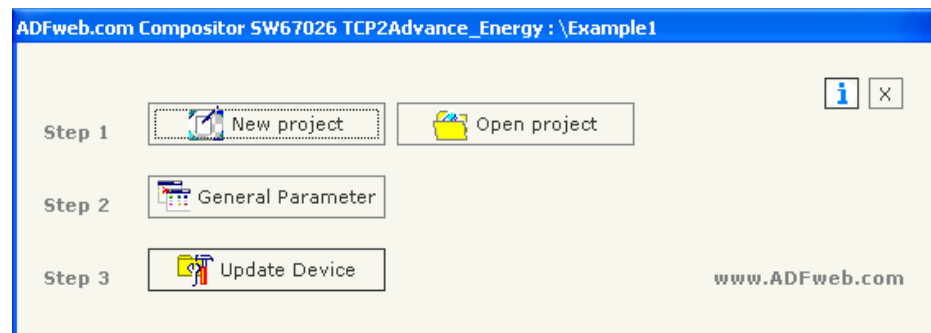 ADFweb.com Compositor SW67026 TCP2Advance_Energy : \Example1
i X
Step 1 New project Open project
Step 2 General Parameter
Step 3 Update Device www.ADFweb.com